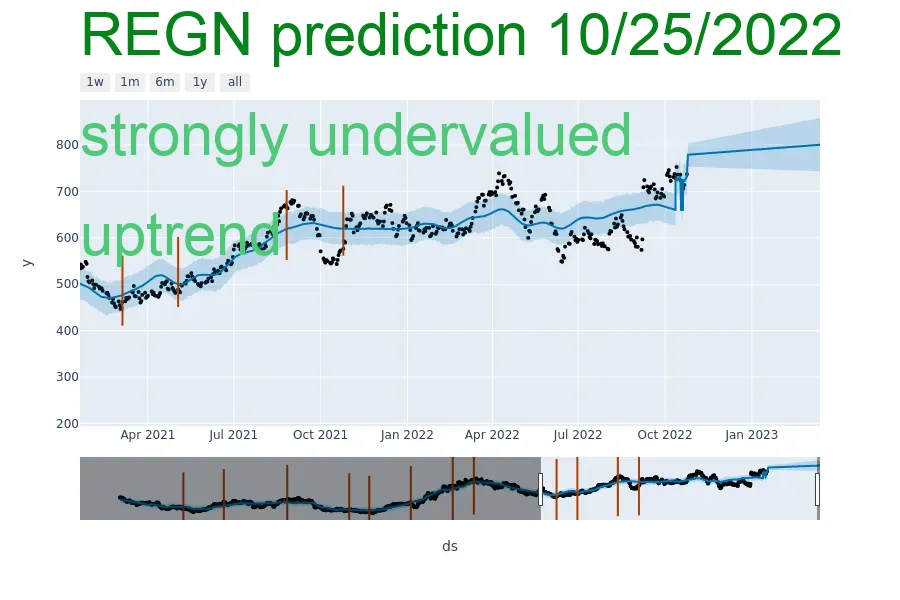 REGN prediction 10/25/2022
1w 1m 6m 1y all
strongly undervalued
uptrend
800
700
600
500
400
300
200
y
Apr 2021 Jul 2021 Oct 2021 Jan 2022 Apr 2022 Jul 2022 Oct 2022 Jan 2023
ds